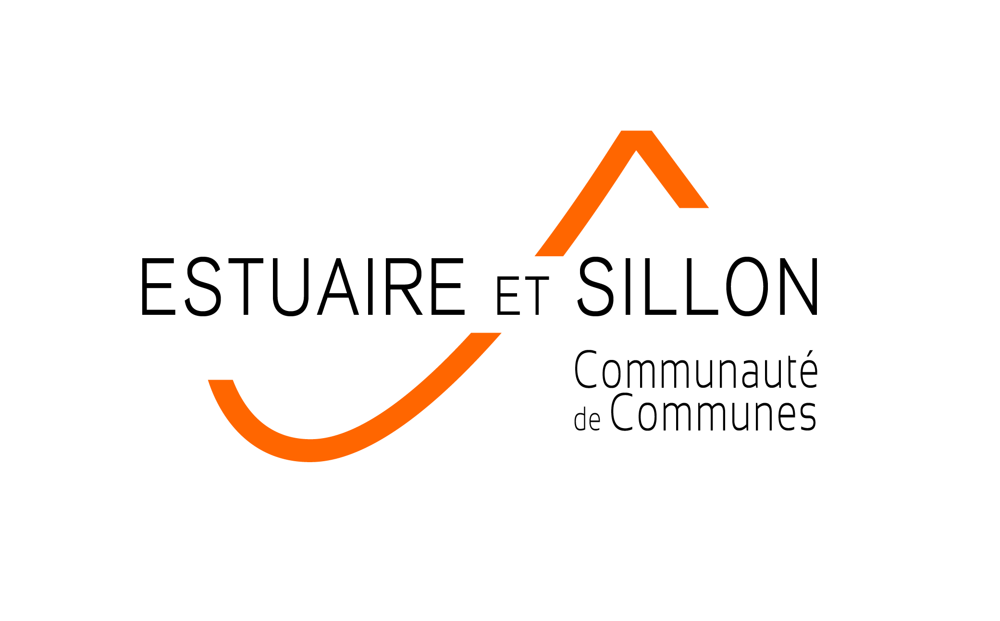 ESTUAIRE ET SILLON
Communauté
de Communes